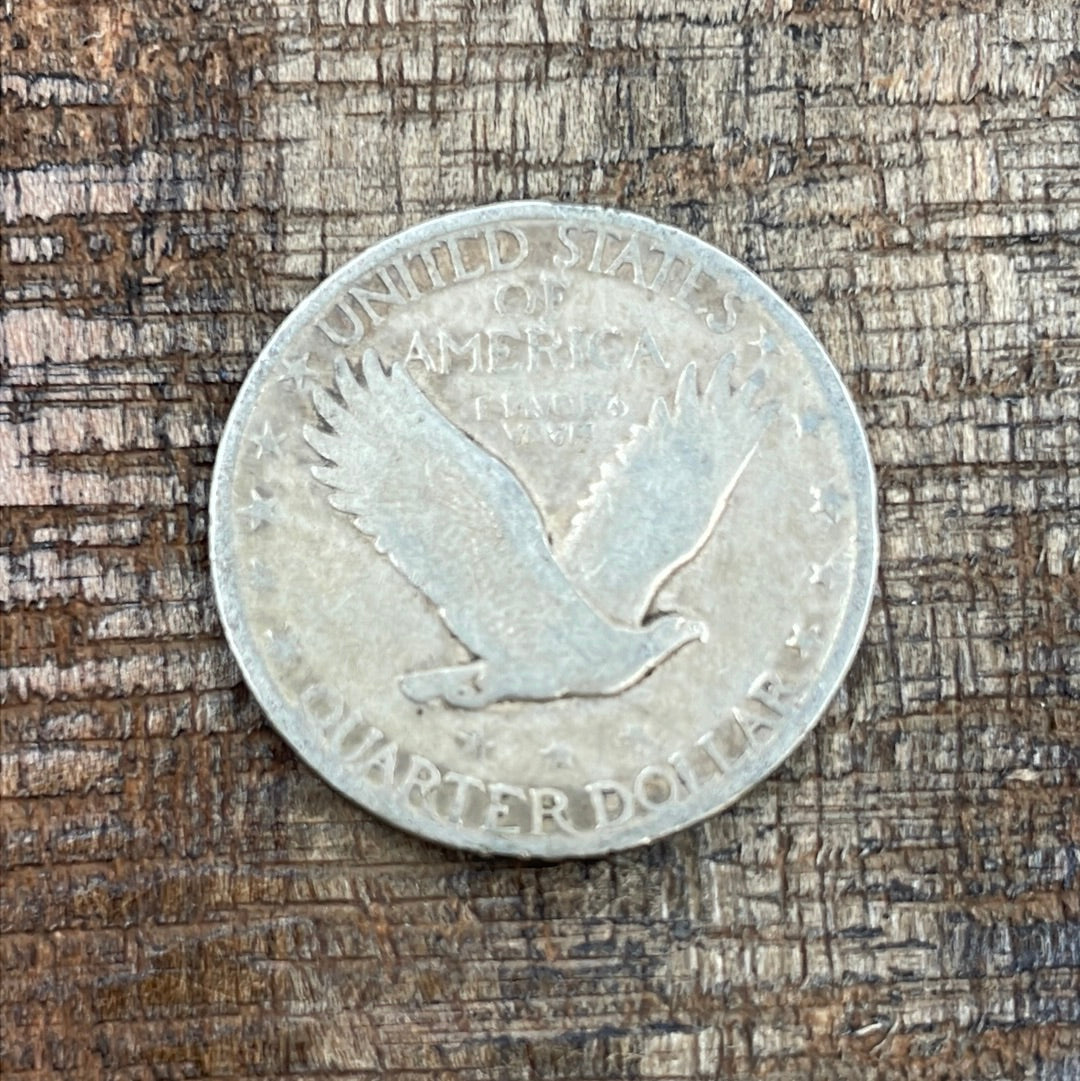 UNITED STATES
OF
AMERICA
QUARTER DOLLAR